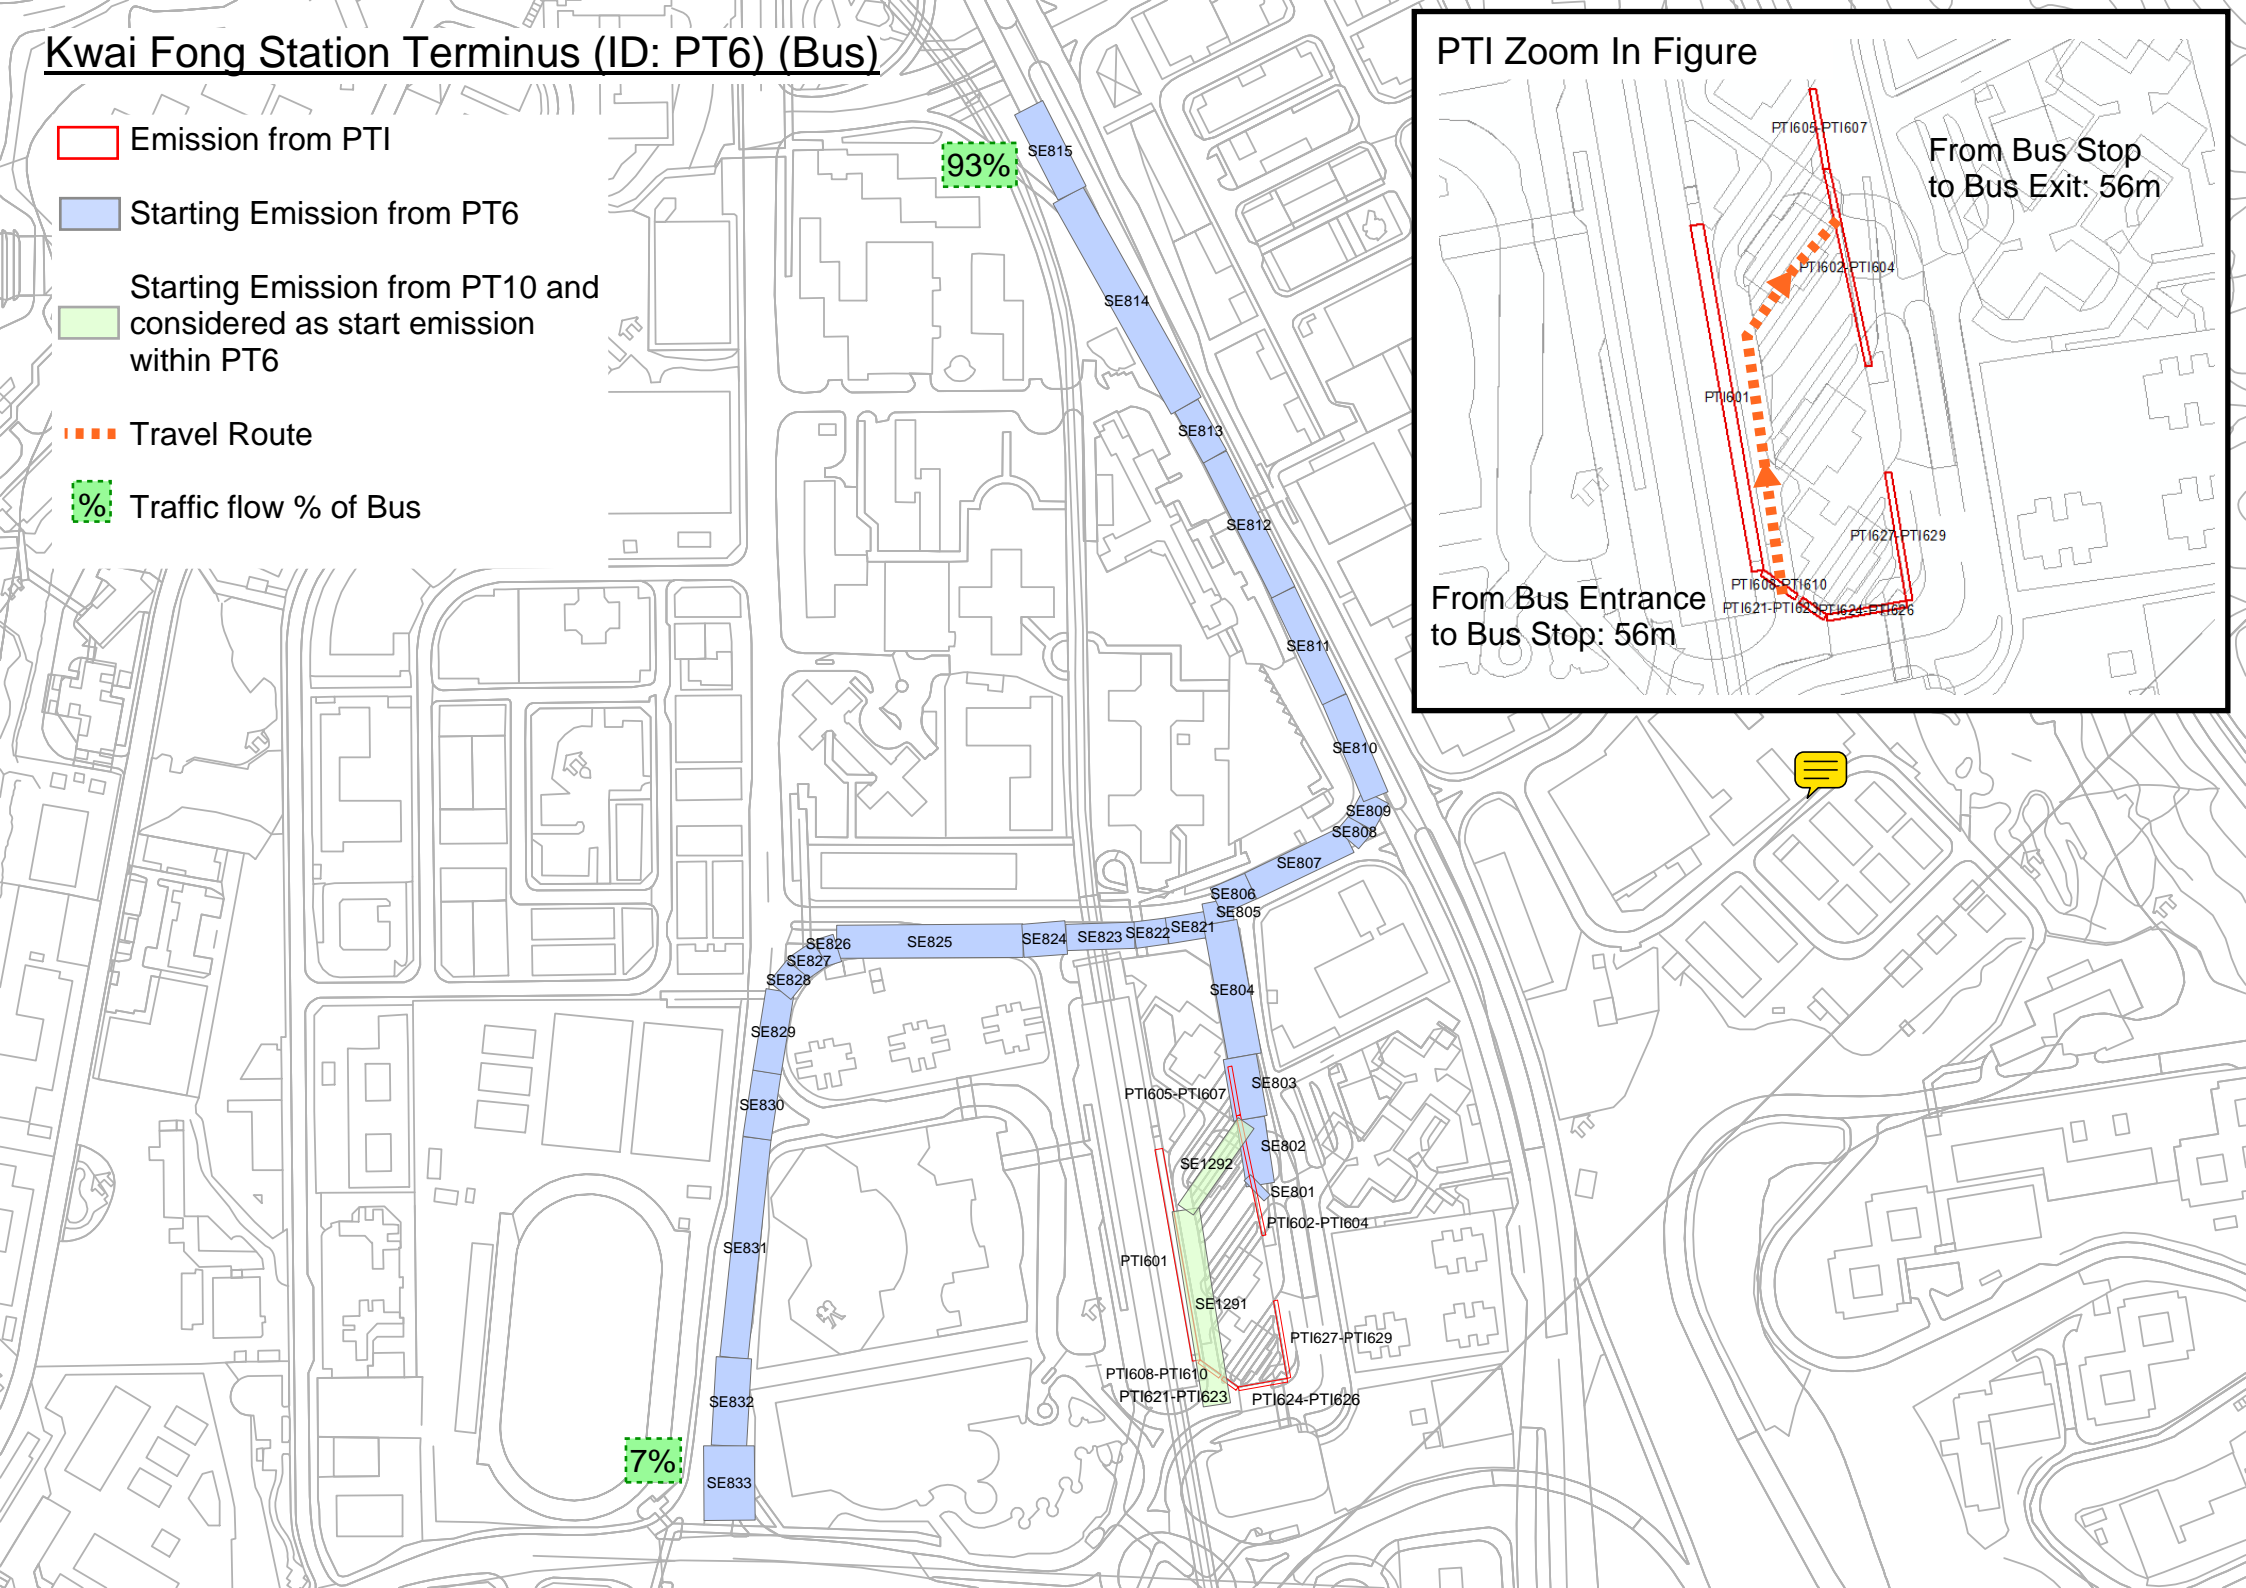 Kwai Fong Station Terminus (ID: PT6) (Bus)
Emission from PTI
Starting Emission from PT6
Starting Emission from PT10 and
considered as start emission
within PT6
Travel Route
%
Traffic flow % of Bus
PTI Zoom In Figure
PTI605-PTI607
From Bus Stop
to Bus Exit: 56m
PTI602-PTI604
PTI601
PTI627-PTI629
PTI608-PTI610
PTI621-PTI623
PTI624-PTI626
From Bus Entrance
to Bus Stop: 56m
93%
SE815
SE814
SE813
SE812
SE811
SE810
SE809
SE808
SE807
SE806
SE805
SE821
SE822
SE823
SE824
SE825
SE826
SE827
SE828
SE829
SE830
SE831
SE832
SE833
7%
SE804
SE803
PTI605-PTI607
SE802
SE1292
SE801
PTI602-PTI604
PTI601
SE1291
PTI627-PTI629
PTI608-PTI610
PTI621-PTI623
PTI624-PTI626